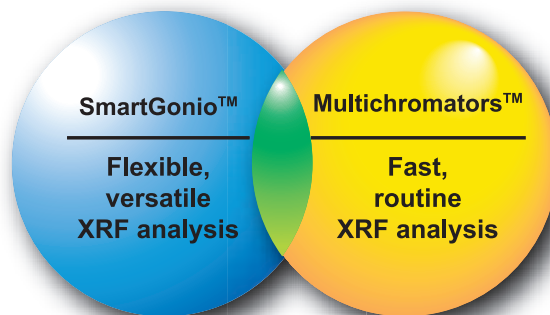 SmartGonio™
Flexible,
versatile
XRF analysis
Multichromators™
Fast,
routine
XRF analysis